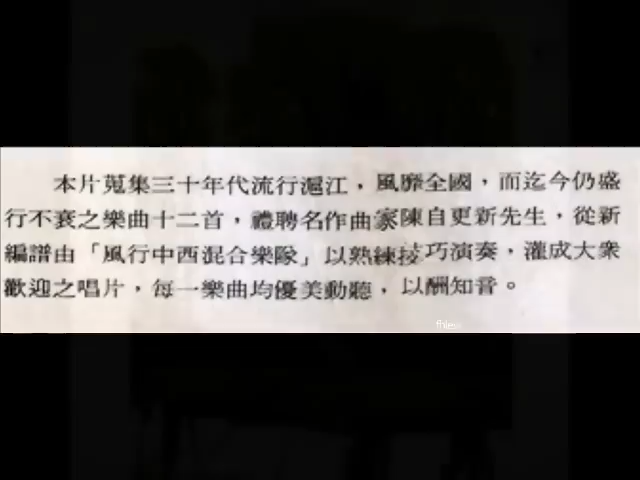 本片蒐集三十年代流行滬江，風靡全國，而迄今仍盛
行不衰之樂曲十二首，禮聘名作曲家陳自更新先生，從新
編譜由「風行中西混合樂隊」以熟練技巧演奏，灌成大衆
歡迎之唱片，每一樂曲均優美動聽，以酬知音。